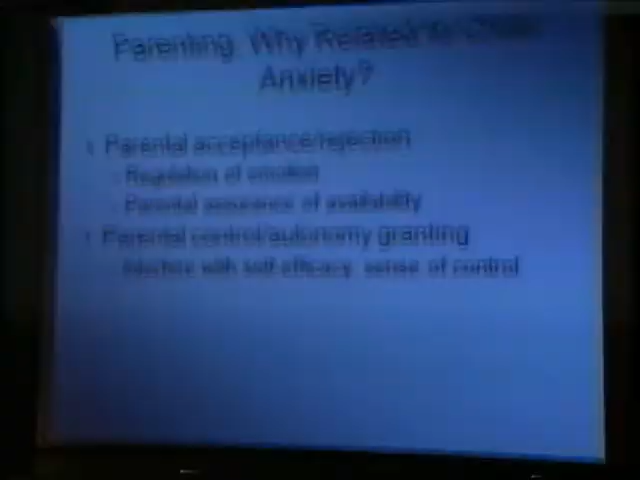 Parenting: Why Related to Child
Anxiety?
Parental acceptance/rejection
Regulation of emotion
Parental assurance of availability
Parental control/autonomy granting
Interfere with self-efficacy, sense of control